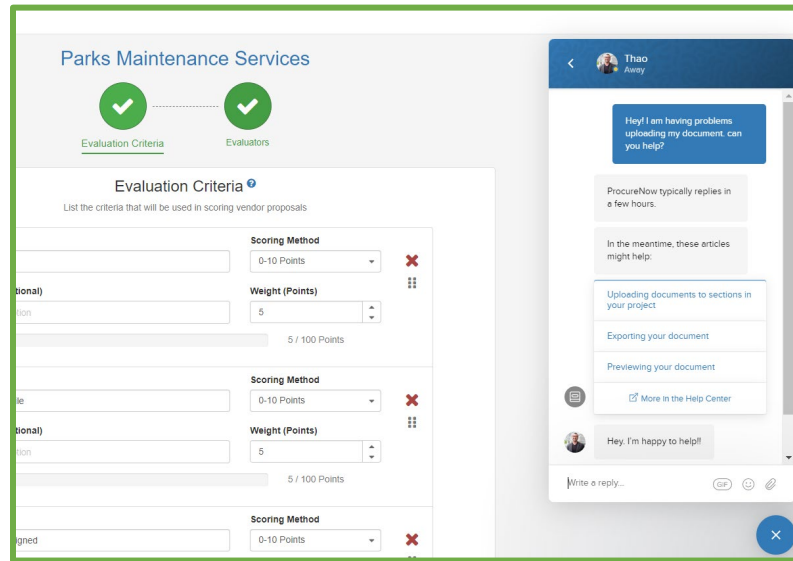 Parks Maintenance Services
Evaluation Criteria
Evaluators
Evaluation Criteria ?
List the criteria that will be used in scoring vendor proposals
Scoring Method
0-10 Points
Weight (Points)
5
5 / 100 Points
Scoring Method
0-10 Points
Weight (Points)
5
5 / 100 Points
Scoring Method
0-10 Points
Thao
Away
Hey! I am having problems
uploading my document. can
you help?
ProcureNow typically replies in
a few hours.
In the meantime, these articles
might help:
Uploading documents to sections in
your project
Exporting your document
Previewing your document
More in the Help Center
Hey. I'm happy to help!!
Write a reply...
GIF